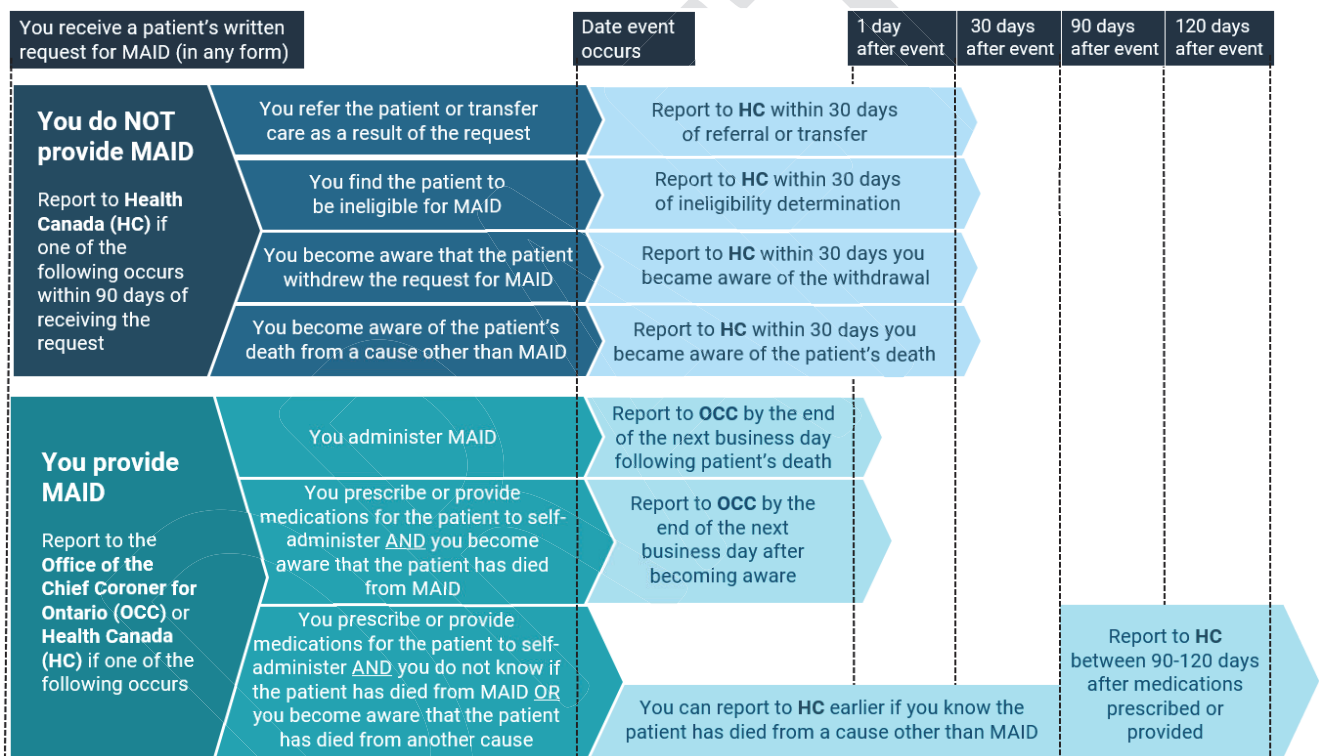 You receive a patient's written
request for MAID (in any form)
Date event
occurs
1 day
after event
30 days
after event
90 days
after event
120 days
after event
You do NOT
provide MAID
Report to Health
Canada (HC) if
one of the
following occurs
within 90 days of
receiving the
request
You refer the patient or transfer
care as a result of the request
Report to HC within 30 days
of referral or transfer
You find the patient to
be ineligible for MAID
Report to HC within 30 days
of ineligibility determination
You become aware that the patient
withdrew the request for MAID
Report to HC within 30 days you
became aware of the withdrawal
You become aware of the patient's
death from a cause other than MAID
Report to HC within 30 days you
became aware of the patient's death
You provide
MAID
Report to the
Office of the
Chief Coroner for
Ontario (OCC) or
Health Canada
(HC) if one of the
following occurs
You administer MAID
Report to OCC by the end
of the next business day
following patient's death
You prescribe or provide
medications for the patient to self-
administer AND you become
aware that the patient has died
from MAID
Report to OCC by the
end of the next
business day after
becoming aware
You prescribe or provide
medications for the patient to self-
administer AND you do not know if
the patient has died from MAID OR
you become aware that the patient
has died from another cause
You can report to HC earlier if you know the
patient has died from a cause other than MAID
Report to HC
between 90-120 days
after medications
prescribed or
provided